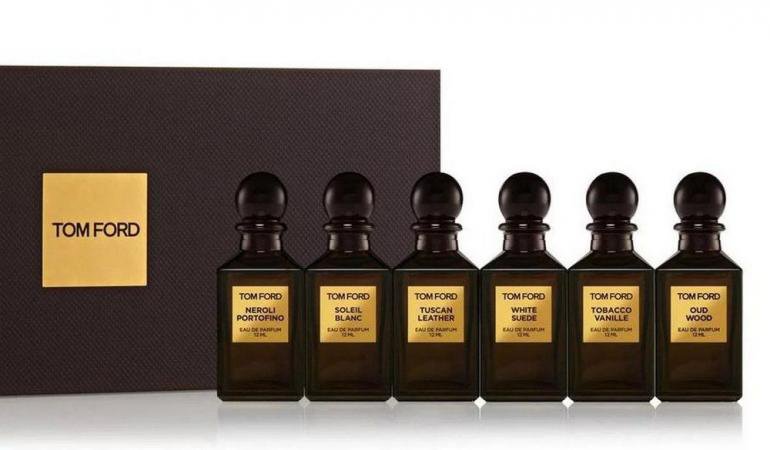 TOM FORD
TOM FORD
NEROLI
PORTOFINO
EAU DE PARFUM
12 ML
TOM FORD
SOLEIL
BLANC
EAU DE PARFUM
12 ML
TOM FORD
TUSCAN
LEATHER
EAU DE PARFUM
12 ML
TOM FORD
WHITE
SUEDE
EAU DE PARFUM
12 ML
TOM FORD
TOBACCO
VANILLE
EAU DE PARFUM
12 ML
TOM FORD
OUD
WOOD
EAU DE PARFUM
12 ML